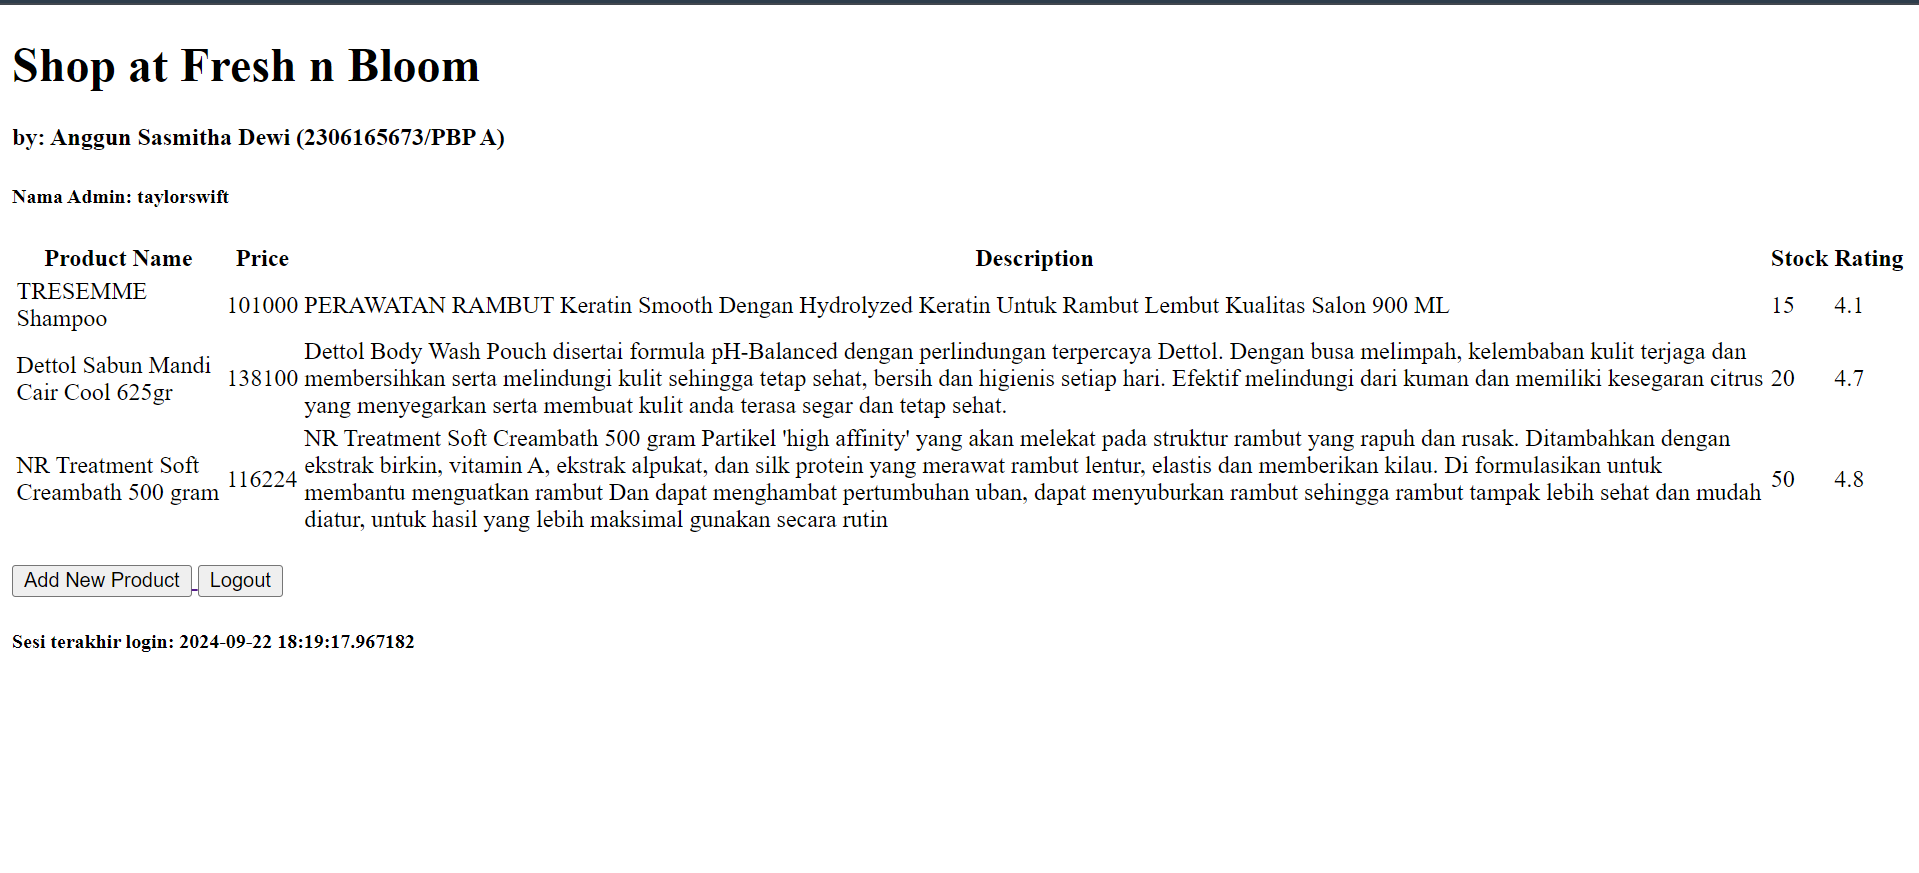 Shop at Fresh n Bloom
by: Anggun Sasmitha Dewi (2306165673/PBP A)
Nama Admin: taylorswift
Product Name Price Description Stock Rating
TRESEMME
Shampoo
101000 PERAWATAN RAMBUT Keratin Smooth Dengan Hydrolyzed Keratin Untuk Rambut Lembut Kualitas Salon 900 ML 15 4.1
Dettol Sabun Mandi
Cair Cool 625gr
138100
Dettol Body Wash Pouch disertai formula pH-Balanced dengan perlindungan terpercaya Dettol. Dengan busa melimpah, kelembaban kulit terjaga dan
membersihkan serta melindungi kulit sehingga tetap sehat, bersih dan higienis setiap hari. Efektif melindungi dari kuman dan memiliki kesegaran citrus
yang menyegarkan serta membuat kulit anda terasa segar dan tetap sehat.
20 4.7
NR Treatment Soft
Creambath 500 gram
116224
NR Treatment Soft Creambath 500 gram Partikel 'high affinity' yang akan melekat pada struktur rambut yang rapuh dan rusak. Ditambahkan dengan
ekstrak birkin, vitamin A, ekstrak alpukat, dan silk protein yang merawat rambut lentur, elastis dan memberikan kilau. Di formulasikan untuk
membantu menguatkan rambut Dan dapat menghambat pertumbuhan uban, dapat menyuburkan rambut sehingga rambut tampak lebih sehat dan mudah
diatur, untuk hasil yang lebih maksimal gunakan secara rutin
50 4.8
Add New Product Logout
Sesi terakhir login: 2024-09-22 18:19:17.967182